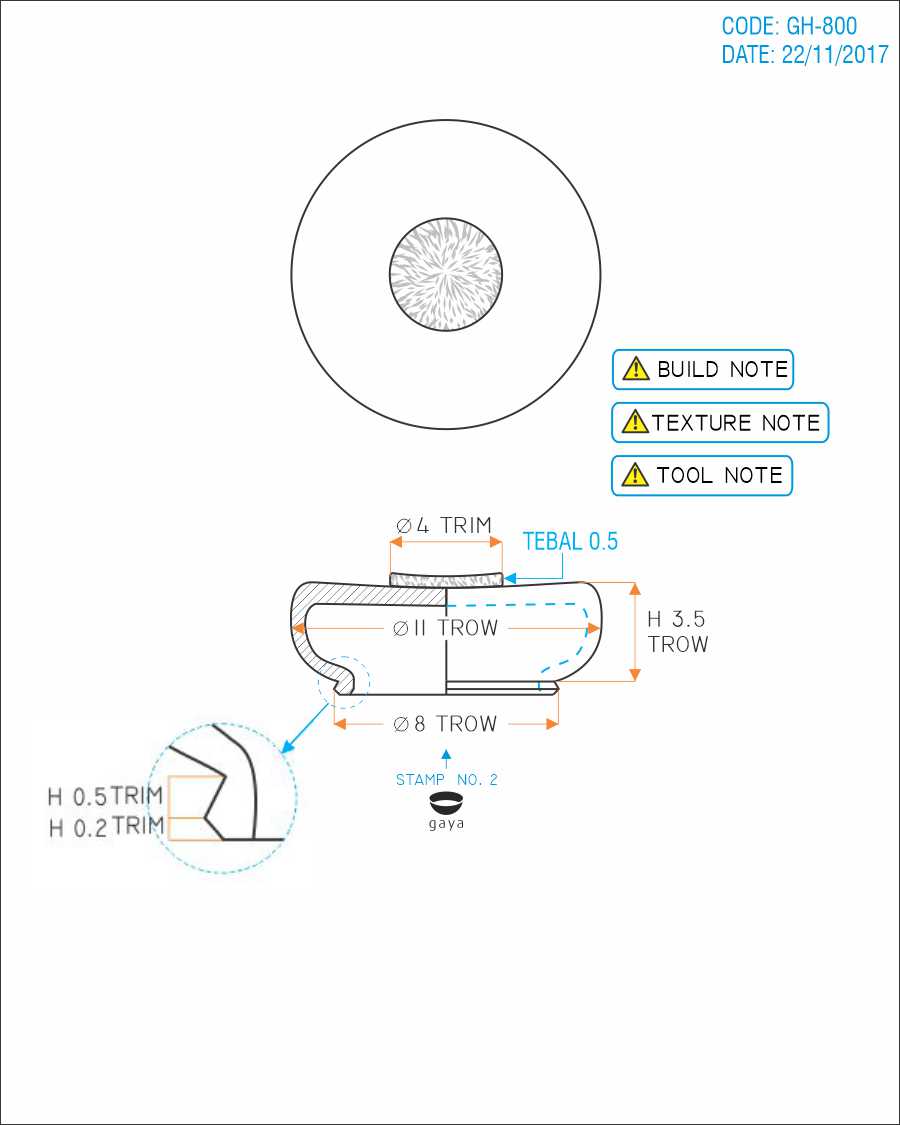 CODE: GH-800
DATE: 22/11/2017
BUILD NOTE
TEXTURE NOTE
TOOL NOTE
⌀4 TRIM
TEBAL 0.5
⌀11 TROW
H 3.5
TROW
⌀8 TROW
STAMP NO. 2
gaya
H 0.5 TRIM
H 0.2 TRIM